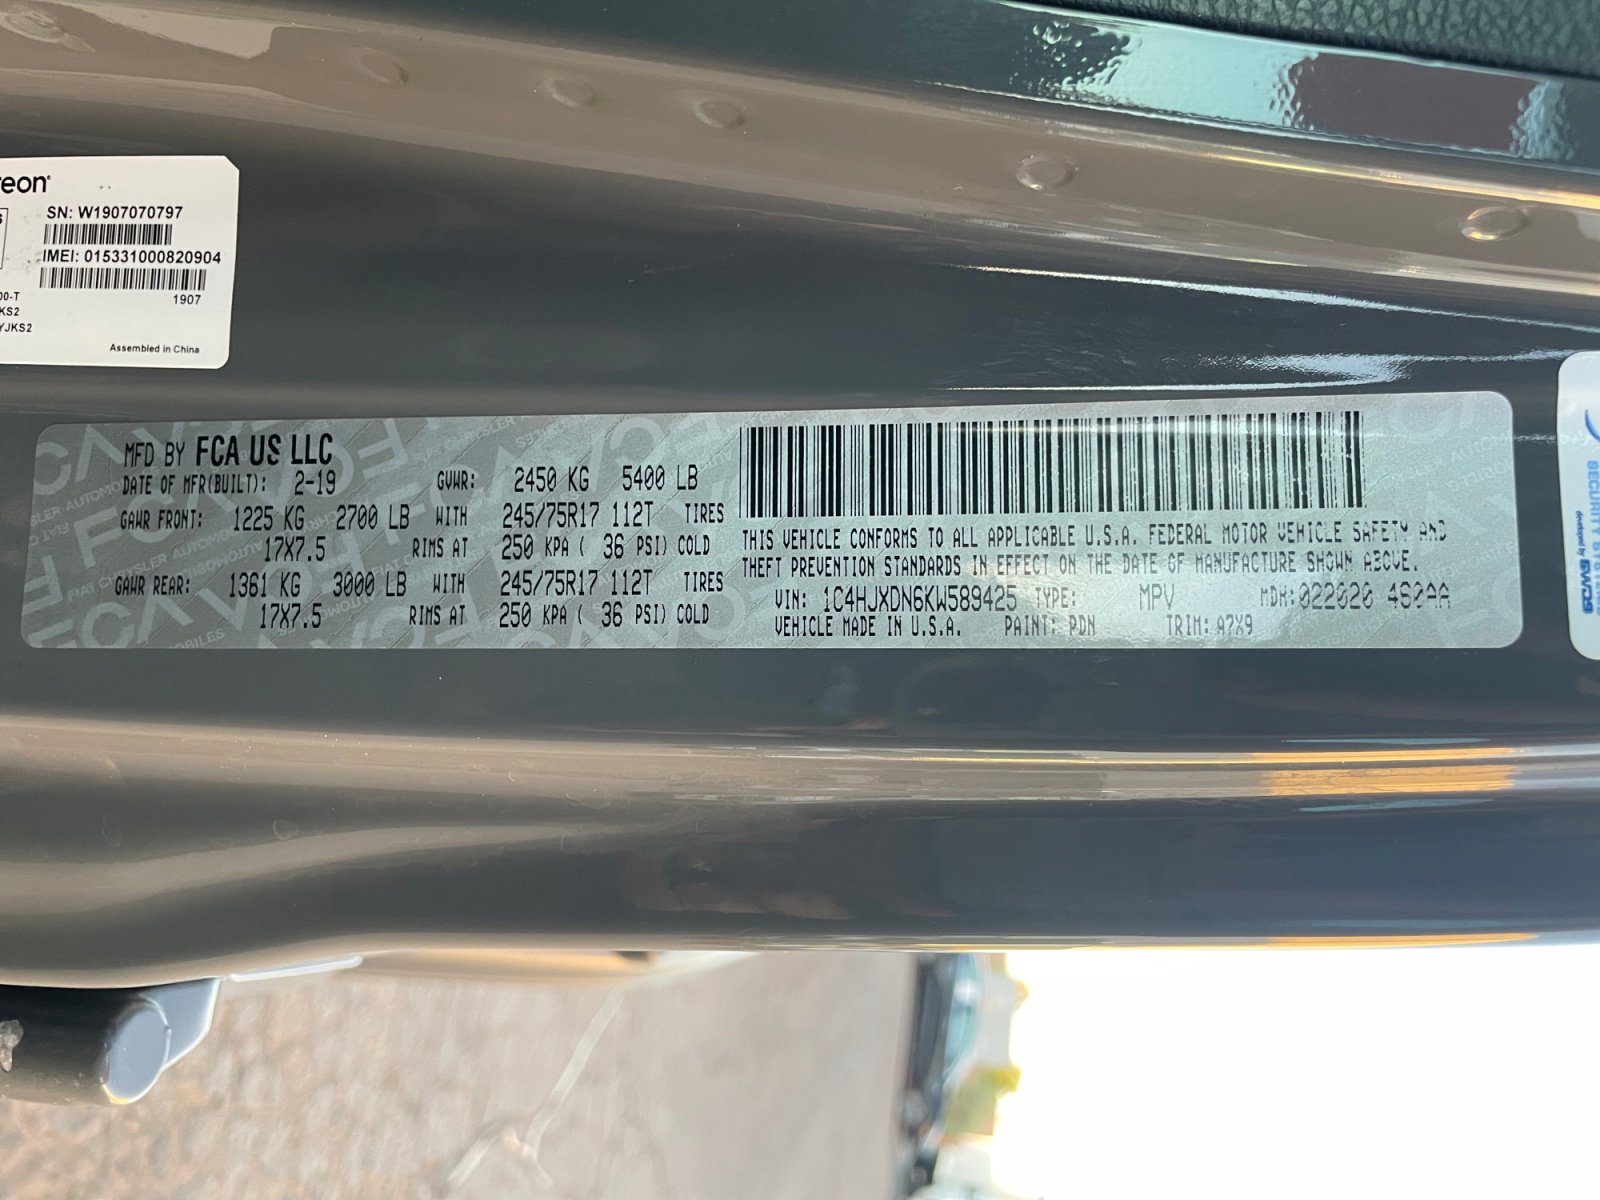 eon
SN: W1907070797
IMEI: 015331000820904
1907
00-T
KS2
YJKS2
Assembled in China
MFD BY FCA US LLC
DATE OF MFR(BUILT): 2-19 GVWR: 2450 KG 5400 LB
GAWR FRONT: 1225 KG 2700 LB WITH 245/75R17 112T TIRES
17X7.5 RIMS AT 250 KPA ( 36 PSI) COLD
GAWR REAR: 1361 KG 3000 LB WITH 245/75R17 112T TIRES
17X7.5 RIMS AT 250 KPA ( 36 PSI) COLD
THIS VEHICLE CONFORMS TO ALL APPLICABLE U.S.A. FEDERAL MOTOR VEHICLE SAFETY AND
THEFT PREVENTION STANDARDS IN EFFECT ON THE DATE OF MANUFACTURE SHOWN ABOVE.
VIN: 1C4HJXDN6KW589425 TYPE: MPV MDH:022020 460AA
VEHICLE MADE IN U.S.A. PAINT: PDN TRIM: A7X9
SECURITY
developed by SWDS